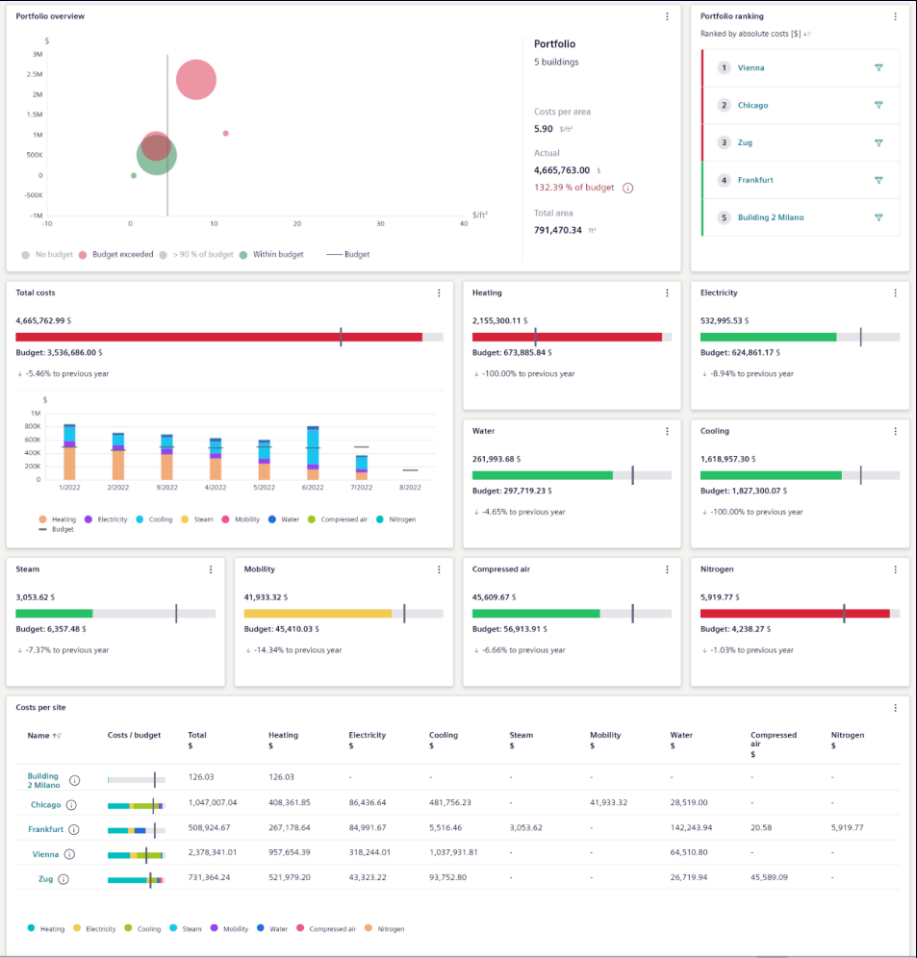 Portfolio overview
$
3M
2.5M
2M
1.5M
1M
500K
0
-500K
-1M
-10 0 10 20 30 40 $/ft²
No budget Budget exceeded > 90 % of budget Within budget Budget
Portfolio
5 buildings
Costs per area
5.90 $/ft²
Actual
4,665,763.00 $
132.39 % of budget
Total area
791,470.34 ft²
Portfolio ranking
Ranked by absolute costs [$]
1 Vienna
2 Chicago
3 Zug
4 Frankfurt
5 Building 2 Milano
Total costs
4,665,762.99 $
Budget: 3,536,686.00 $
↓ -5.46% to previous year
$
1M
800K
600K
400K
200K
0
1/2022 2/2022 3/2022 4/2022 5/2022 6/2022 7/2022 8/2022
Heating Electricity Cooling Steam Mobility Water Compressed air Nitrogen
Budget
Heating
2,155,300.11 $
Budget: 673,885.84 $
↓ -100.00% to previous year
Electricity
532,995.53 $
Budget: 624,861.17 $
↓ -8.94% to previous year
Water
261,993.68 $
Budget: 297,719.23 $
↓ -4.65% to previous year
Cooling
1,618,957.30 $
Budget: 1,827,300.07 $
↓ -100.00% to previous year
Steam
3,053.62 $
Budget: 6,357.48 $
↓ -7.37% to previous year
Mobility
41,933.32 $
Budget: 45,410.03 $
↓ -14.34% to previous year
Compressed air
45,609.67 $
Budget: 56,913.91 $
↓ -6.66% to previous year
Nitrogen
5,919.77 $
Budget: 4,238.27 $
↓ -1.03% to previous year
Costs per site
Name Costs / budget Total $ Heating $ Electricity $ Cooling $ Steam $ Mobility $ Water $ Compressed air $ Nitrogen $
Building 2 Milano 126.03 126.03 - - - - - - -
Chicago 1,047,007.04 408,361.85 86,436.64 481,756.23 - 41,933.32 28,519.00 - -
Frankfurt 508,924.67 267,178.64 84,991.67 5,516.46 3,053.62 - 142,243.94 20.58 5,919.77
Vienna 2,378,341.01 957,654.39 318,244.01 1,037,931.81 - - 64,510.80 - -
Zug 731,364.24 521,979.20 43,323.22 93,752.80 - - 26,719.94 45,589.09 -
Heating Electricity Cooling Steam Mobility Water Compressed air Nitrogen